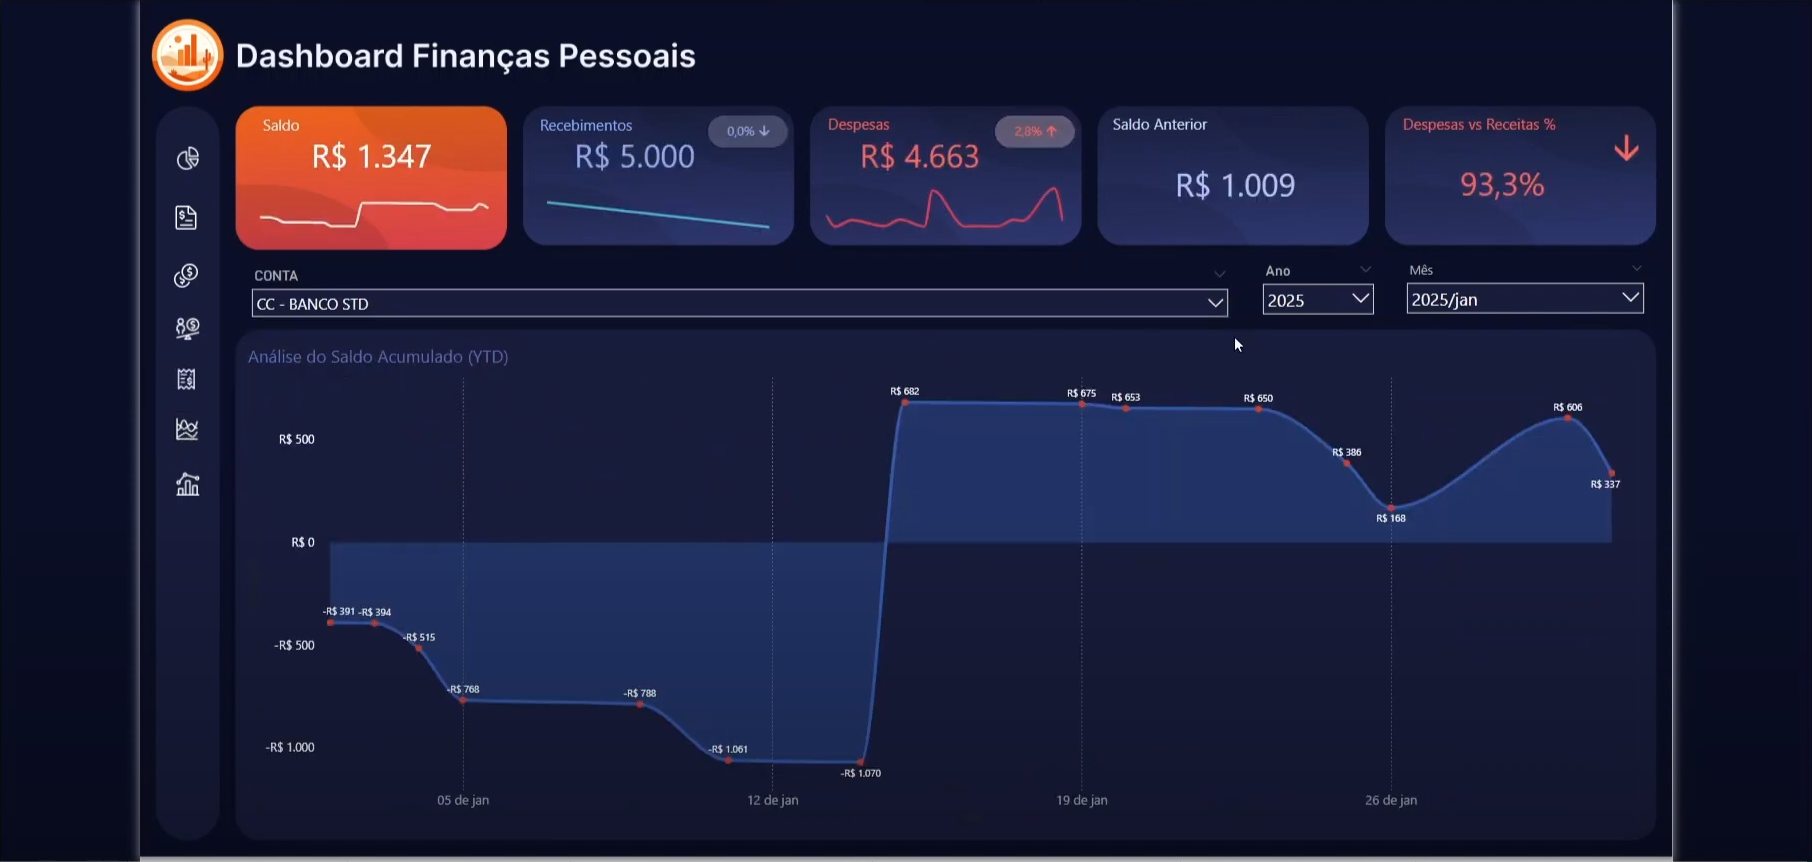 Dashboard Finanças Pessoais
Saldo
R$ 1.347
Recebimentos
0,0%
R$ 5.000
Despesas
2,8%
R$ 4.663
Saldo Anterior
R$ 1.009
Despesas vs Receitas %
93,3%
CONTA
CC - BANCO STD
Ano
2025
Mês
2025/jan
Análise do Saldo Acumulado (YTD)
R$ 500
R$ 0
-R$ 500
-R$ 1.000
-R$ 391
-R$ 394
-R$ 515
-R$ 768
-R$ 788
-R$ 1.061
-R$ 1.070
R$ 682
R$ 675
R$ 653
R$ 650
R$ 386
R$ 168
R$ 606
R$ 337
05 de jan
12 de jan
19 de jan
26 de jan